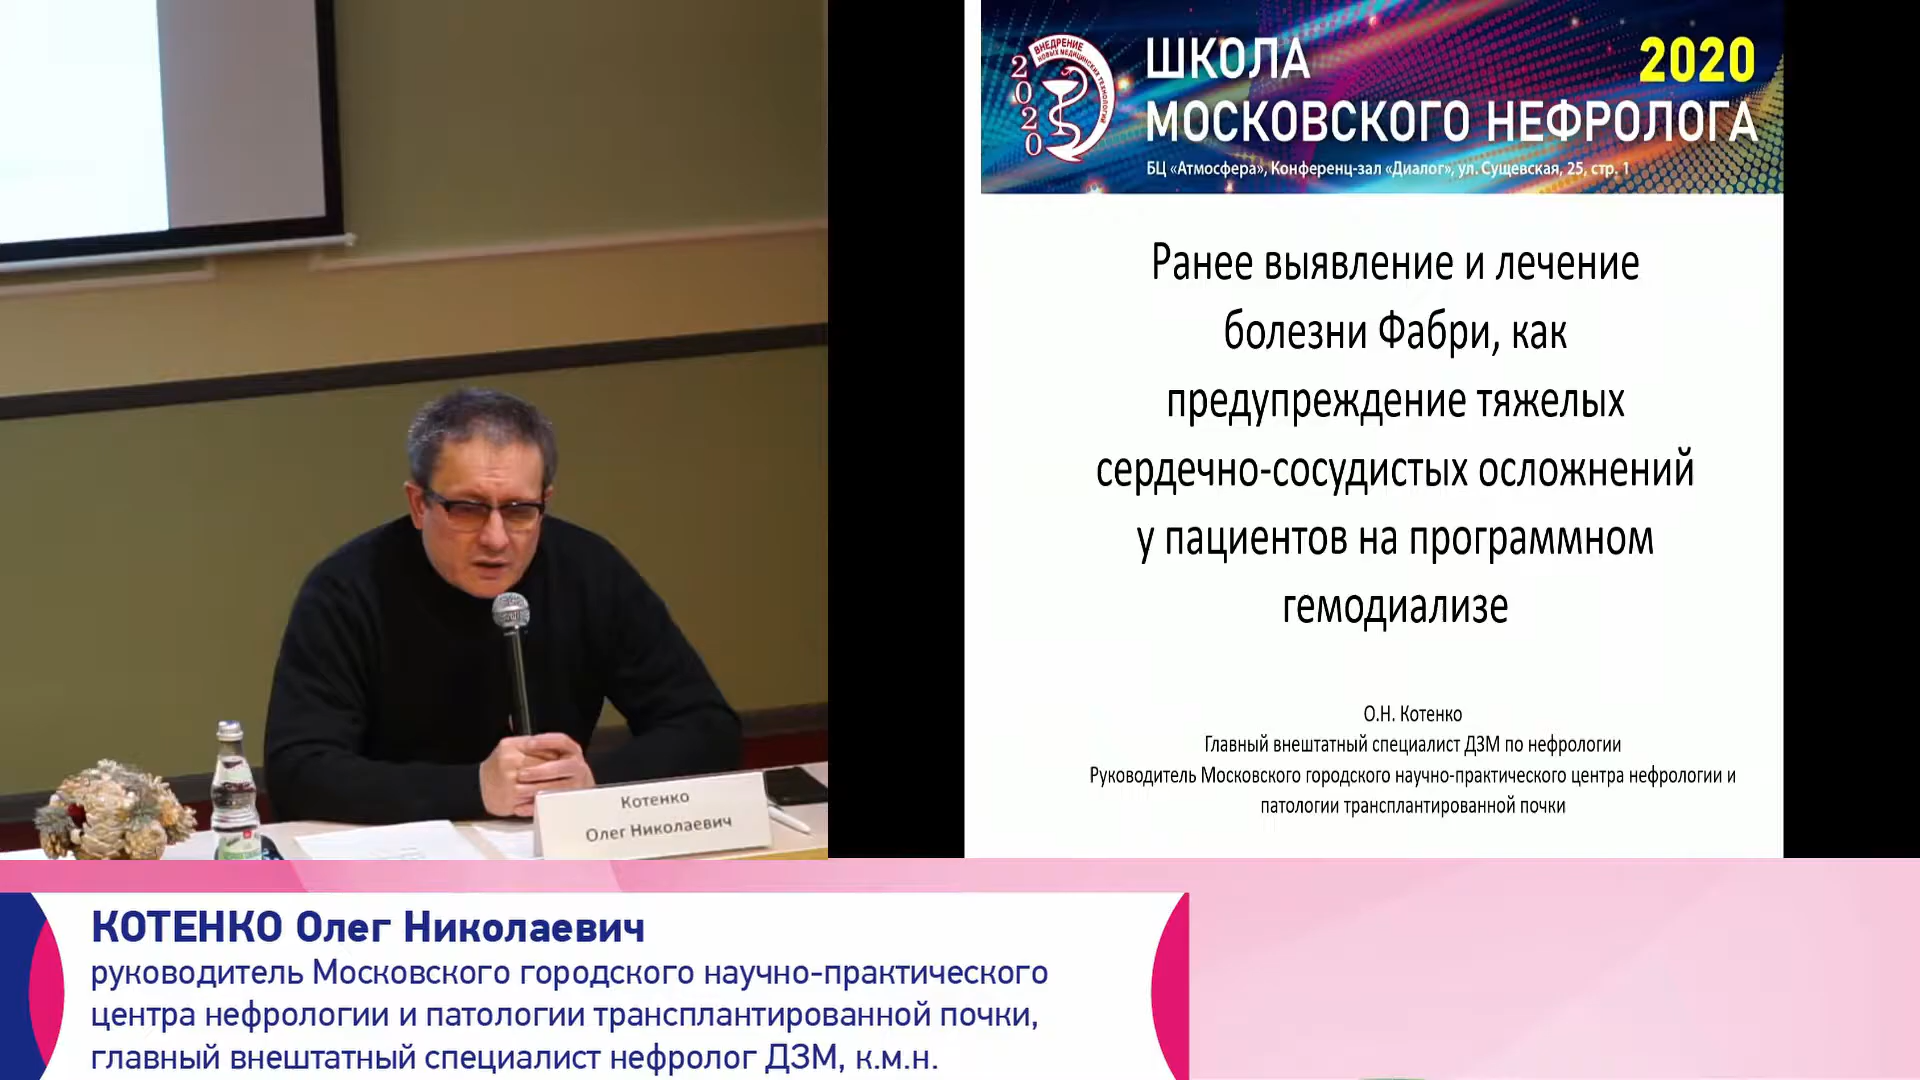 ВНЕДРЕНИЕ
НОВЫХ МЕДИЦИНСКИХ ТЕХНОЛОГИЙ
2020
ШКОЛА
2020
МОСКОВСКОГО НЕФРОЛОГА
БЦ «Атмосфера», Конференц-зал «Диалог», ул. Сущевская, 25, стр. 1
Ранее выявление и лечение
болезни Фабри, как
предупреждение тяжелых
сердечно-сосудистых осложнений
у пациентов на программном
гемодиализе
О.Н. Котенко
Главный внештатный специалист ДЗМ по нефрологии
Руководитель Московского городского научно-практического центра нефрологии и
патологии трансплантированной почки
Котенко
Олег Николаевич
КОТЕНКО Олег Николаевич
руководитель Московского городского научно-практического
центра нефрологии и патологии трансплантированной почки,
главный внештатный специалист нефролог ДЗМ, к.м.н.